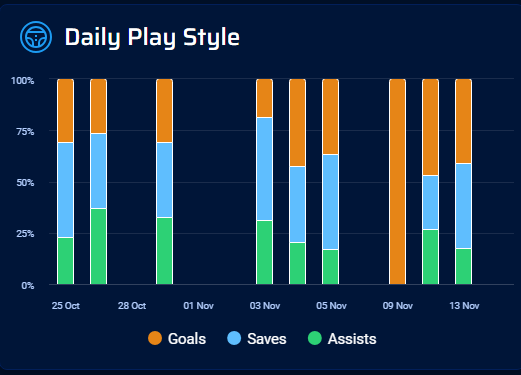 Daily Play Style
100%
75%
50%
25%
0%
25 Oct 28 Oct 01 Nov 03 Nov 05 Nov 09 Nov 13 Nov
Goals Saves Assists